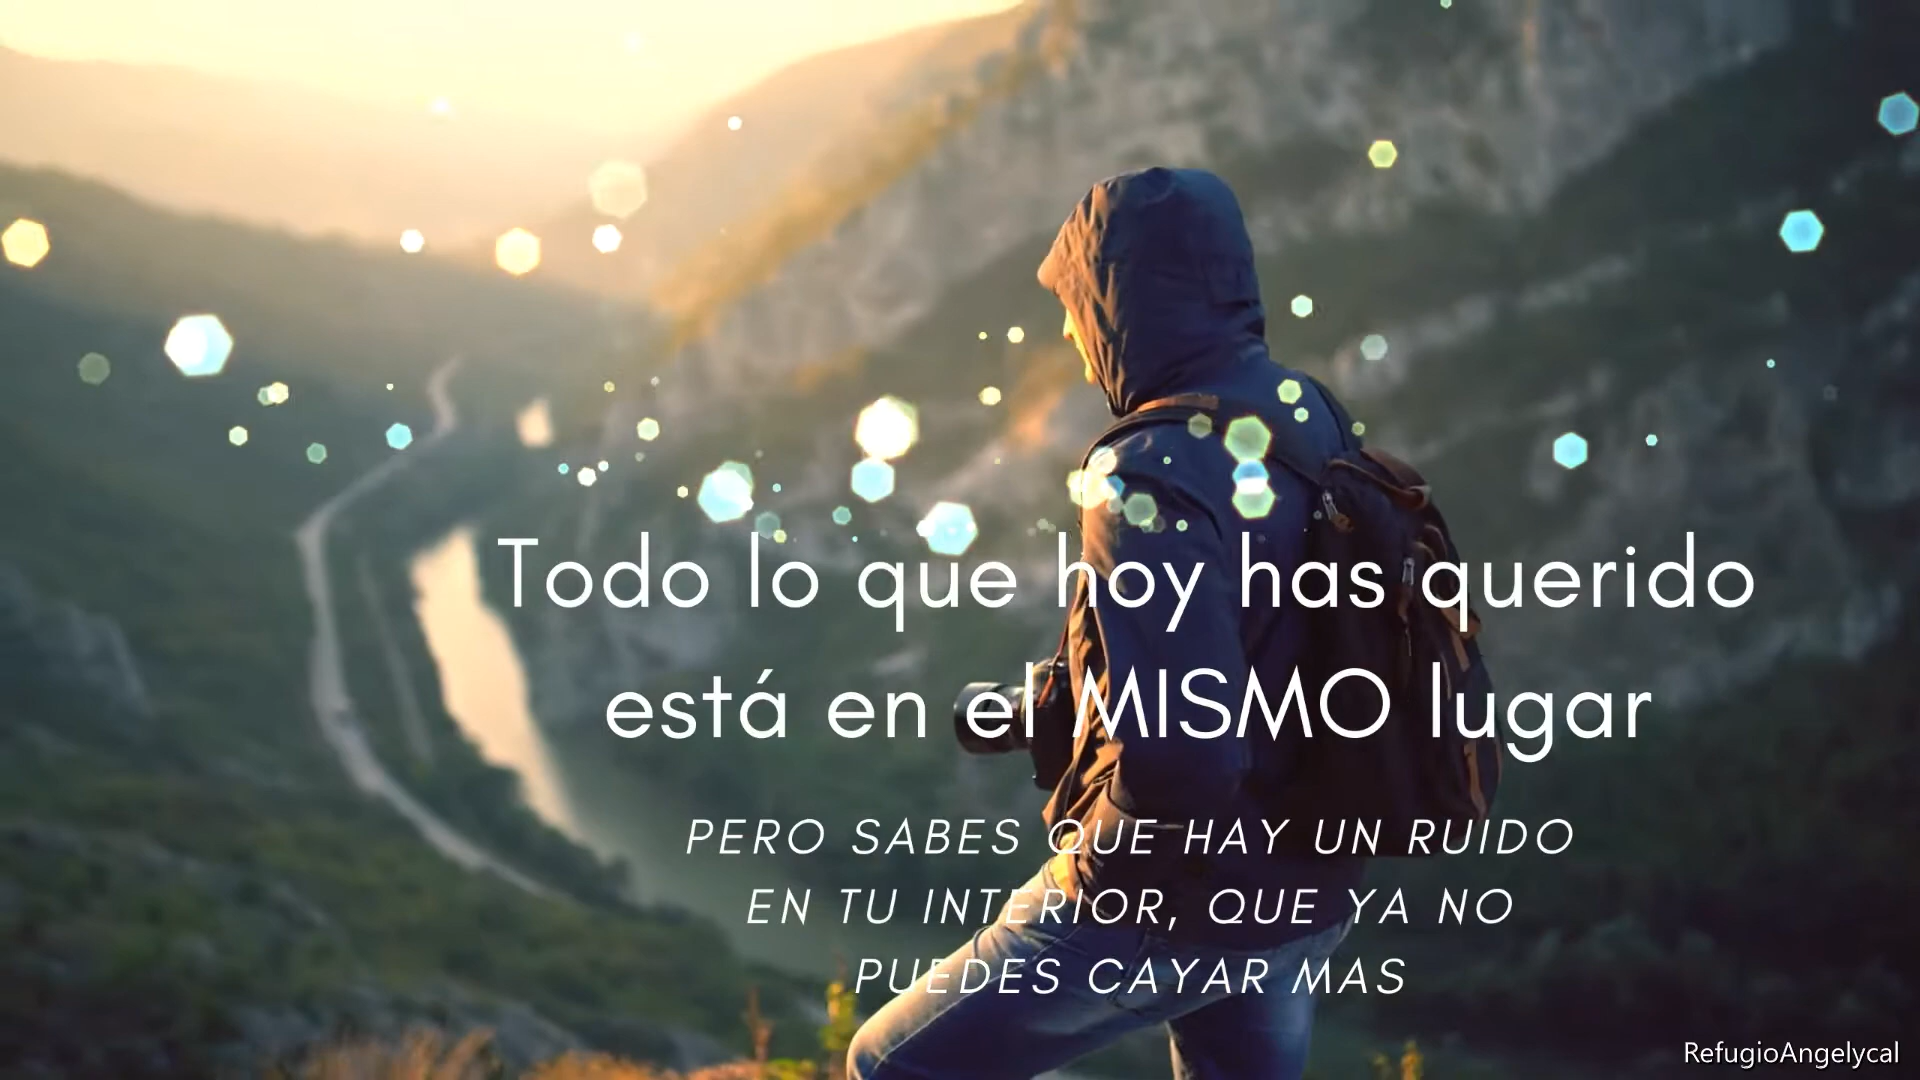 Todo lo que hoy has querido
está en el MISMO lugar
PERO SABES QUE HAY UN RUIDO
EN TU INTERIOR, QUE YA NO
PUEDES CAYAR MAS
RefugioAngelycal